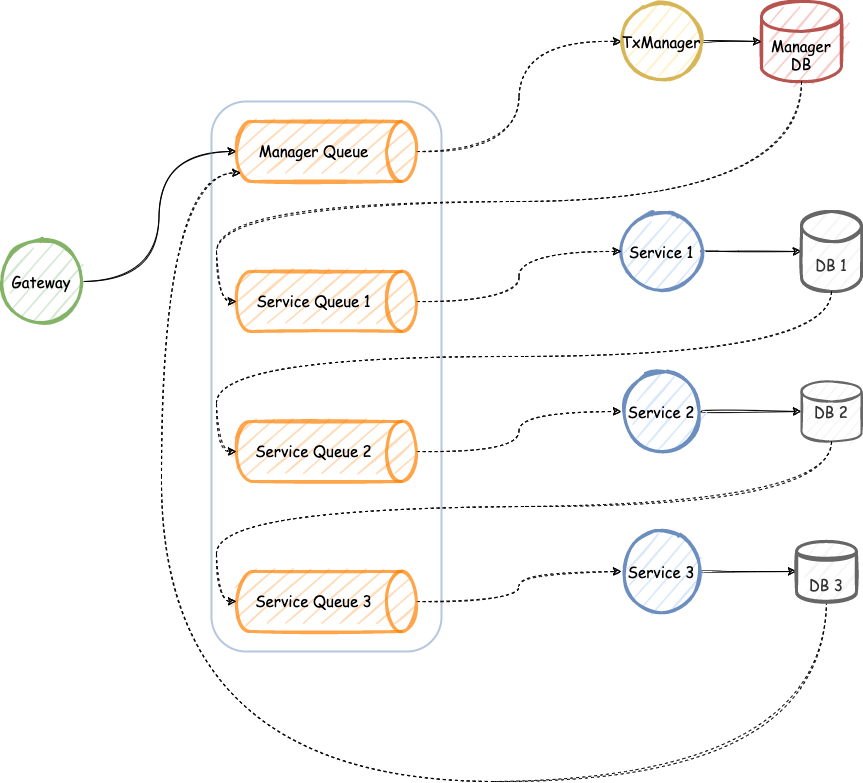 TxManager
Manager
DB
Manager Queue
Service 1
DB 1
Gateway
Service Queue 1
Service 2
DB 2
Service Queue 2
Service 3
DB 3
Service Queue 3